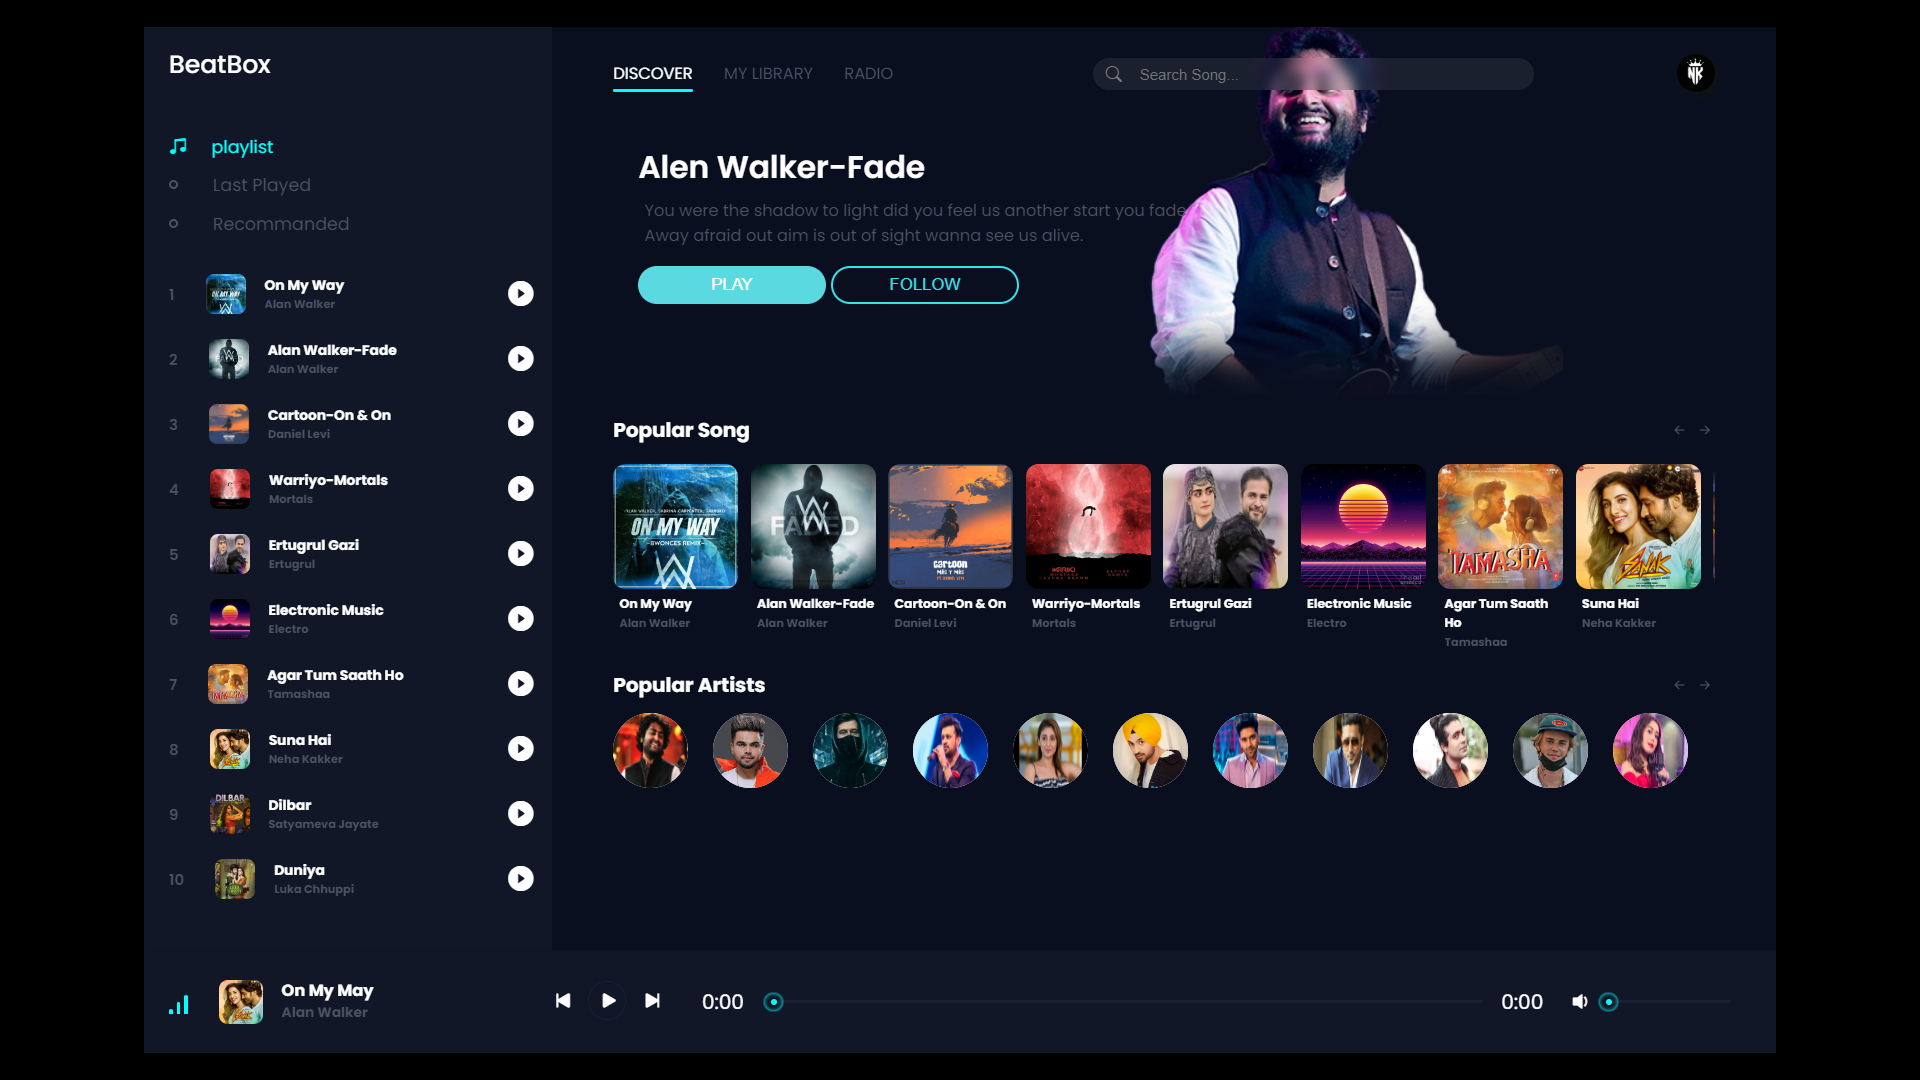 BeatBox
DISCOVER MY LIBRARY RADIO
Search Song...
NK
playlist
Last Played
Recommanded
Alen Walker-Fade
You were the shadow to light did you feel us another start you fade
Away afraid out aim is out of sight wanna see us alive.
PLAY FOLLOW
1 On My Way
Alan Walker
2 Alan Walker-Fade
Alan Walker
3 Cartoon-On & On
Daniel Levi
4 Warriyo-Mortals
Mortals
5 Ertugrul Gazi
Ertugrul
6 Electronic Music
Electro
7 Agar Tum Saath Ho
Tamashaa
8 Suna Hai
Neha Kakker
DILBAR
9 Dilbar
Satyameva Jayate
10 Duniya
Luka Chhuppi
Popular Song
ON MY WAY
BWONCES REMIX
FADED
cartoon
TAMASHA
SANAK
On My Way
Alan Walker
Alan Walker-Fade
Alan Walker
Cartoon-On & On
Daniel Levi
Warriyo-Mortals
Mortals
Ertugrul Gazi
Ertugrul
Electronic Music
Electro
Agar Tum Saath
Ho
Tamashaa
Suna Hai
Neha Kakker
Popular Artists
On My May
Alan Walker
0:00
0:00